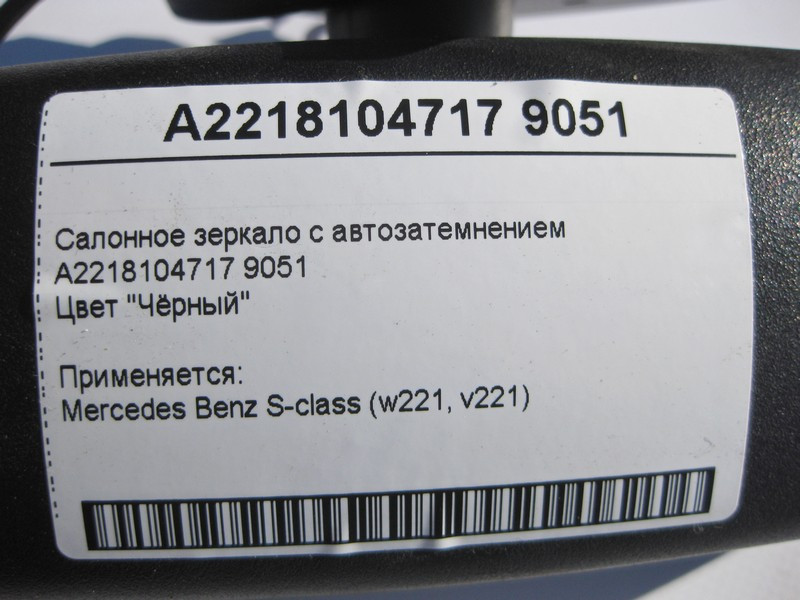 A2218104717 9051
Салонное зеркало с автозатемнением
A2218104717 9051
Цвет "Чёрный"
Применяется:
Mercedes Benz S-class (w221, v221)